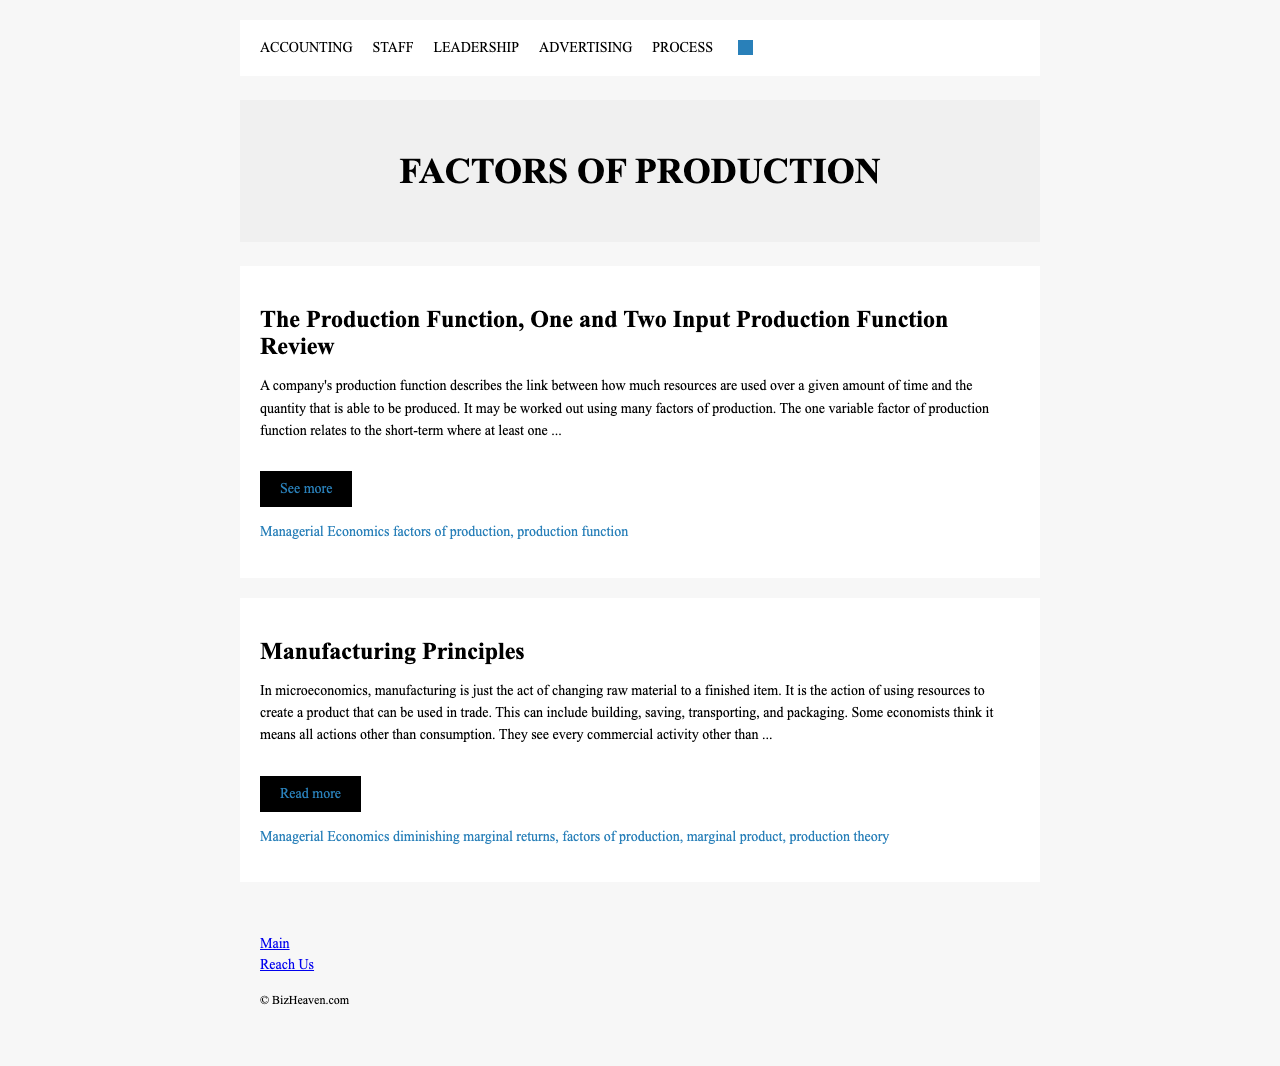 ACCOUNTING STAFF LEADERSHIP ADVERTISING PROCESS
FACTORS OF PRODUCTION
The Production Function, One and Two Input Production Function
Review
A company's production function describes the link between how much resources are used over a given amount of time and the
quantity that is able to be produced. It may be worked out using many factors of production. The one variable factor of production
function relates to the short-term where at least one ...
See more
Managerial Economics factors of production, production function
Manufacturing Principles
In microeconomics, manufacturing is just the act of changing raw material to a finished item. It is the action of using resources to
create a product that can be used in trade. This can include building, saving, transporting, and packaging. Some economists think it
means all actions other than consumption. They see every commercial activity other than ...
Read more
Managerial Economics diminishing marginal returns, factors of production, marginal product, production theory
Main
Reach Us
© BizHeaven.com